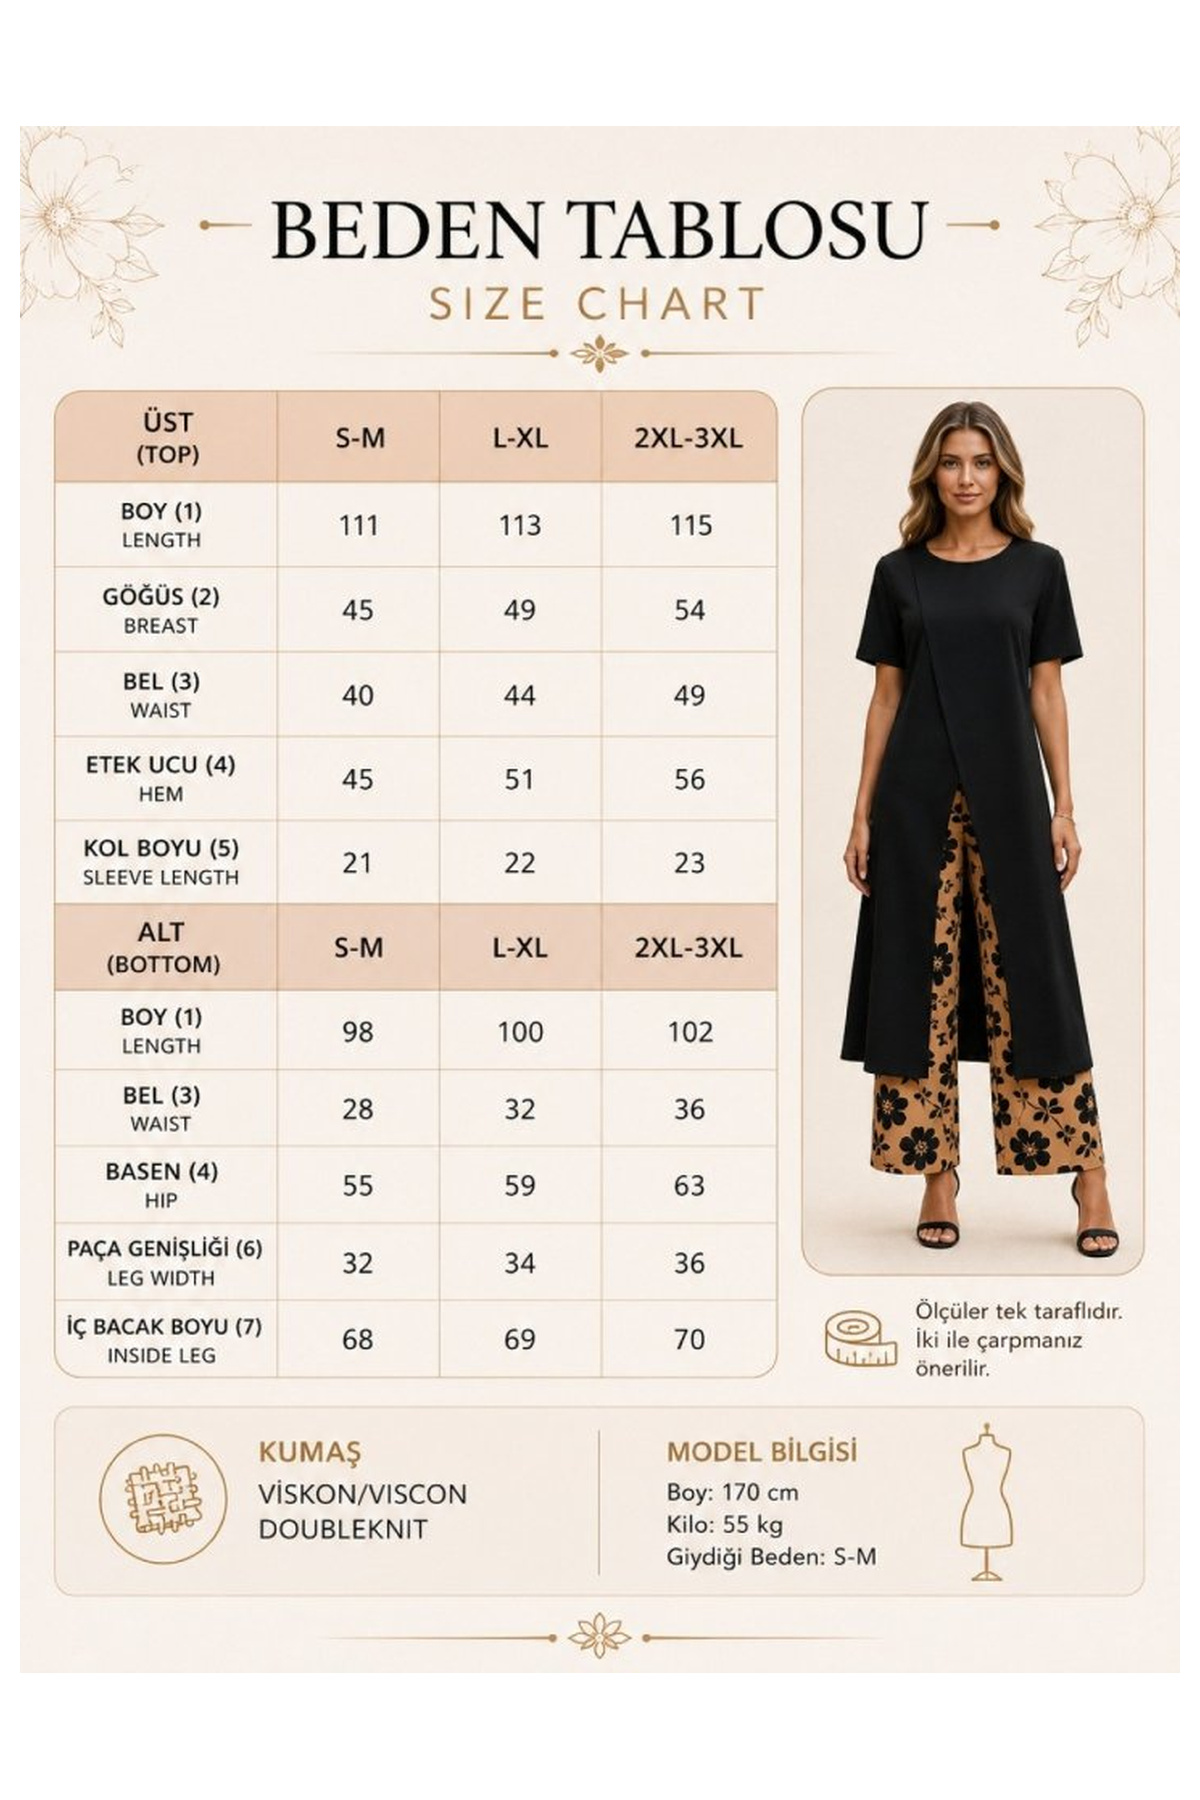 BEDEN TABLOSU
SIZE CHART
ÜST
(TOP)
S-M
L-XL
2XL-3XL
BOY (1)
LENGTH
111
113
115
GÖĞÜS (2)
BREAST
45
49
54
BEL (3)
WAIST
40
44
49
ETEK UCU (4)
HEM
45
51
56
KOL BOYU (5)
SLEEVE LENGTH
21
22
23
ALT
(BOTTOM)
S-M
L-XL
2XL-3XL
BOY (1)
LENGTH
98
100
102
BEL (3)
WAIST
28
32
36
BASEN (4)
HIP
55
59
63
PAÇA GENİŞLİĞİ (6)
LEG WIDTH
32
34
36
İÇ BACAK BOYU (7)
INSIDE LEG
68
69
70
Ölçüler tek taraflıdır.
İki ile çarpmanız
önerilir.
KUMAŞ
VİSKON/VISCON
DOUBLEKNIT
MODEL BİLGİSİ
Boy: 170 cm
Kilo: 55 kg
Giydiği Beden: S-M